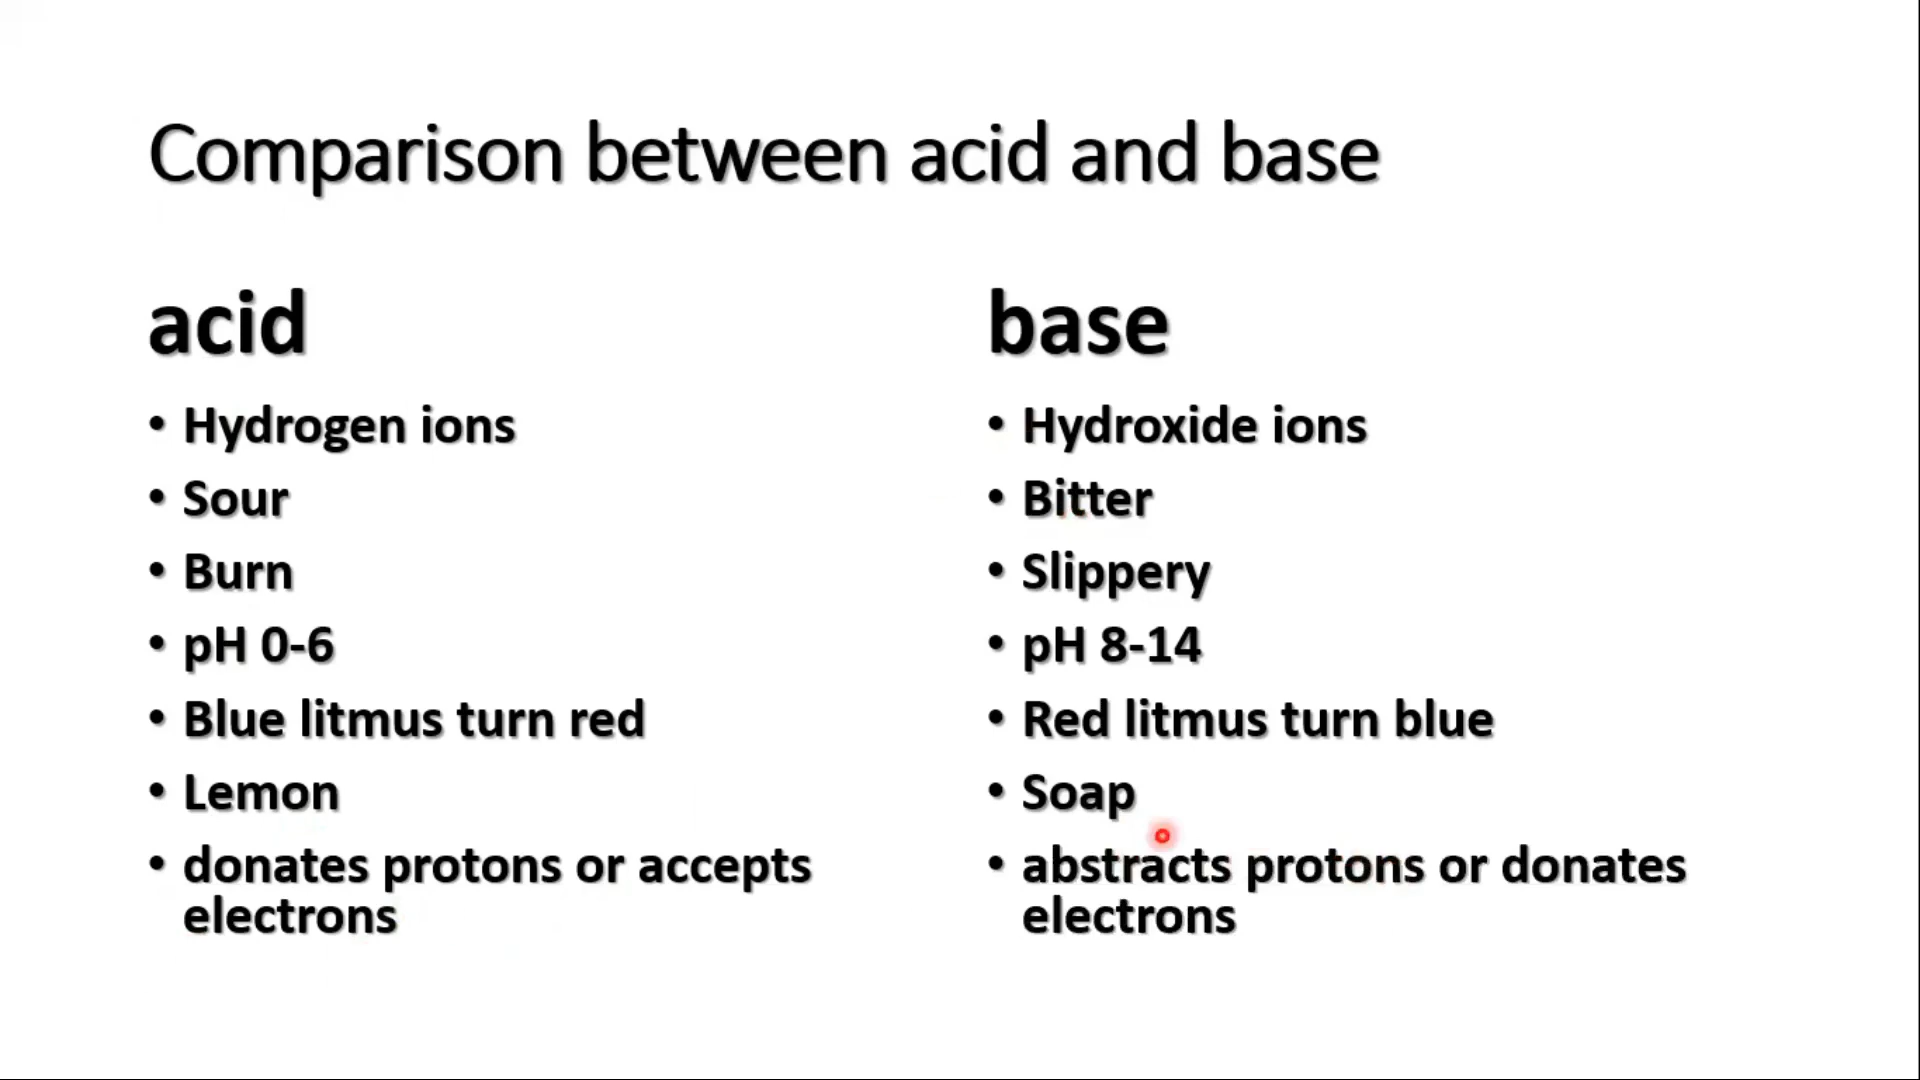 Comparison between acid and base
acid
• Hydrogen ions
• Sour
• Burn
• pH 0-6
• Blue litmus turn red
• Lemon
• donates protons or accepts
electrons
base
• Hydroxide ions
• Bitter
• Slippery
• pH 8-14
• Red litmus turn blue
• Soap
• abstracts protons or donates
electrons